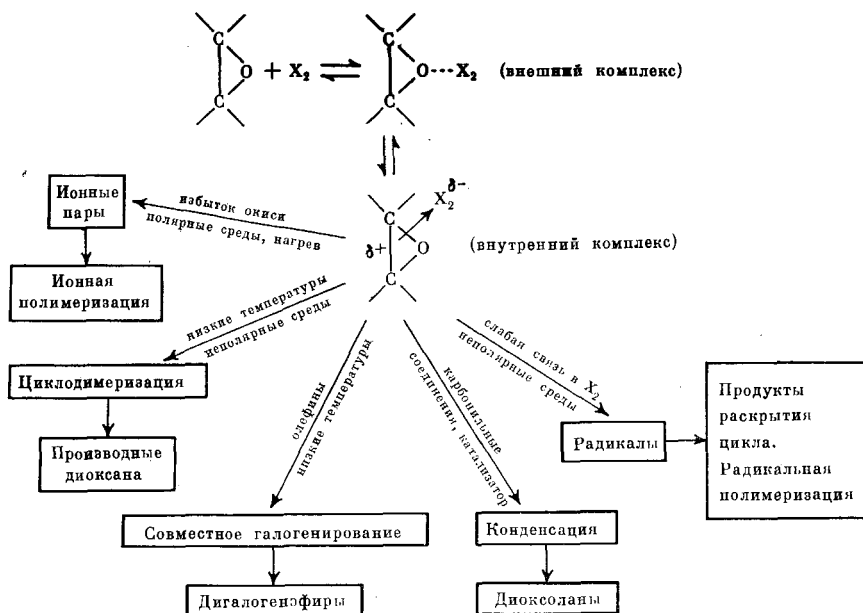 C
O + X₂ ⇌
C
C
O···X₂ (внешний комплекс)
C
X₂ δ−
C
δ+ O (внутренний комплекс)
C
избыток окиси
полярные среды, нагрев
Ионные
пары
Ионная
полимеризация
низкие температуры
неполярные среды
Циклодимеризация
Производные
диоксана
олефины
низкие температуры
Совместное галогенирование
Дигалогенэфиры
карбонильные
соединения, катализатор
Конденсация
Диоксоланы
слабая связь в X₂
неполярные среды
Радикалы
Продукты
раскрытия
цикла.
Радикальная
полимеризация